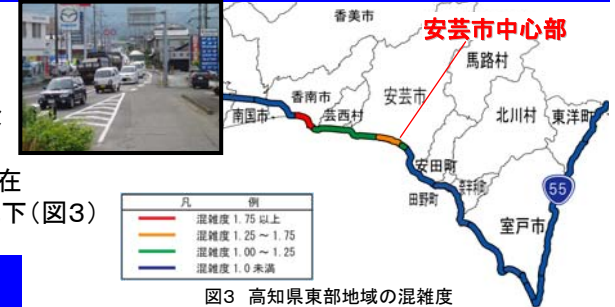 安芸市中心部
香美市
馬路村
安芸市
香南市
北川村
東洋町
南国市
芸西村
在
安田町
下(図3)
田野町
奈半利町
55
室戸市
凡 例
混雑度 1.75 以上
混雑度 1.25 ~ 1.75
混雑度 1.00 ~ 1.25
混雑度 1.0 未満
図3 高知県東部地域の混雑度